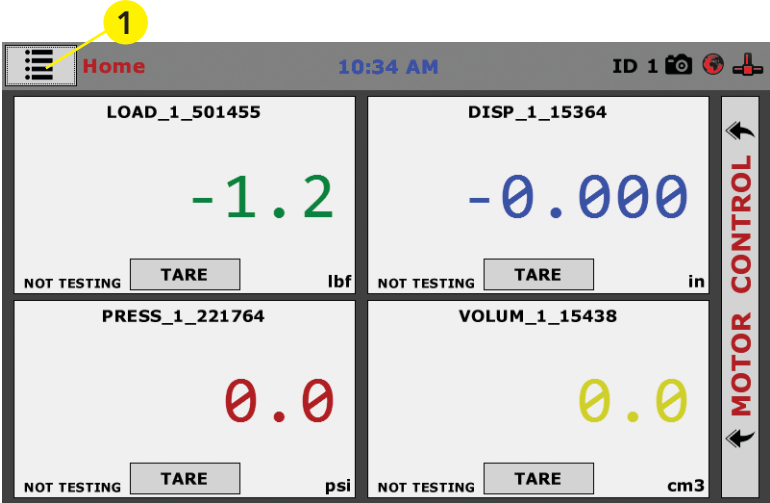 1
Home 10:34 AM ID 1
LOAD_1_501455
-1.2
NOT TESTING TARE lbf
DISP_1_15364
-0.000
NOT TESTING TARE in
PRESS_1_221764
0.0
NOT TESTING TARE psi
VOLUM_1_15438
0.0
NOT TESTING TARE cm3
MOTOR CONTROL